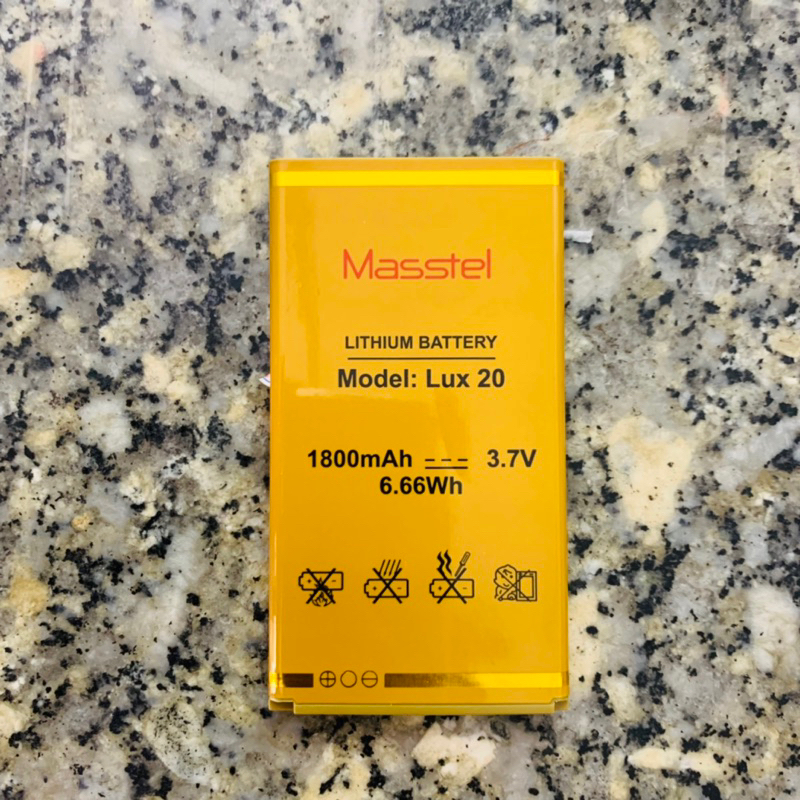 Masstel
LITHIUM BATTERY
Model: Lux 20
1800mAh 3.7V
6.66Wh